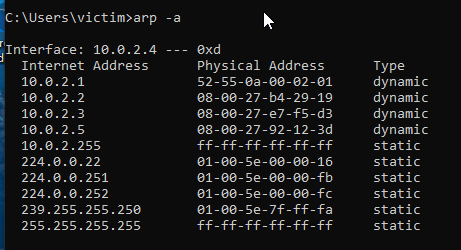 C:\Users\victim>arp -a
Interface: 10.0.2.4 --- 0xd
Internet Address Physical Address Type
10.0.2.1 52-55-0a-00-02-01 dynamic
10.0.2.2 08-00-27-b4-29-19 dynamic
10.0.2.3 08-00-27-e7-f5-d3 dynamic
10.0.2.5 08-00-27-92-12-3d dynamic
10.0.2.255 ff-ff-ff-ff-ff-ff static
224.0.0.22 01-00-5e-00-00-16 static
224.0.0.251 01-00-5e-00-00-fb static
224.0.0.252 01-00-5e-00-00-fc static
239.255.255.250 01-00-5e-7f-ff-fa static
255.255.255.255 ff-ff-ff-ff-ff-ff static